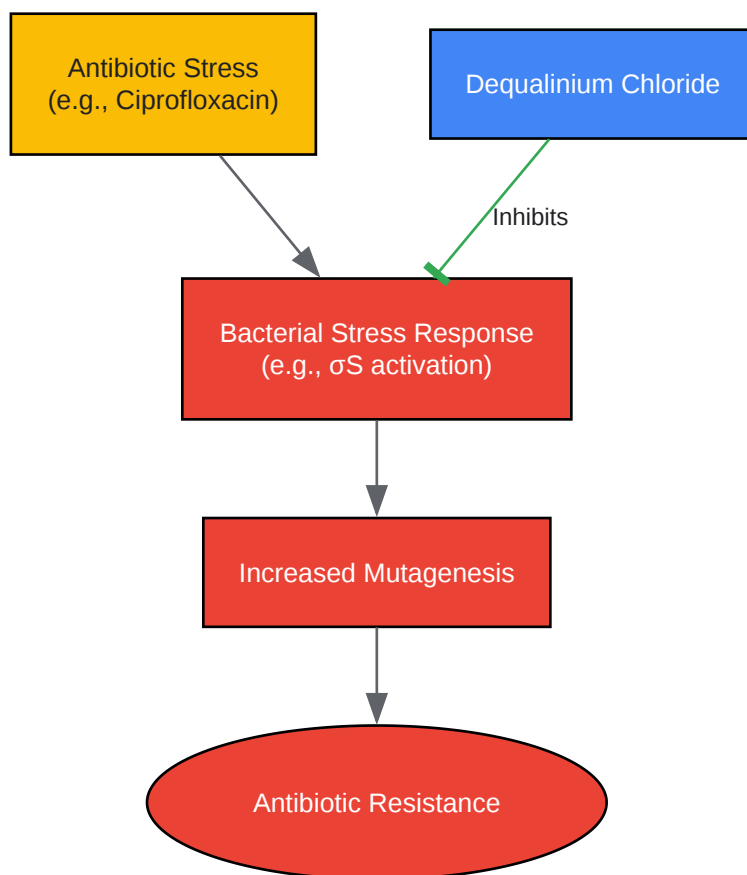 Antibiotic Stress
(e.g., Ciprofloxacin)
Dequalinium Chloride
Inhibits
Bacterial Stress Response
(e.g., σS activation)
Increased Mutagenesis
Antibiotic Resistance